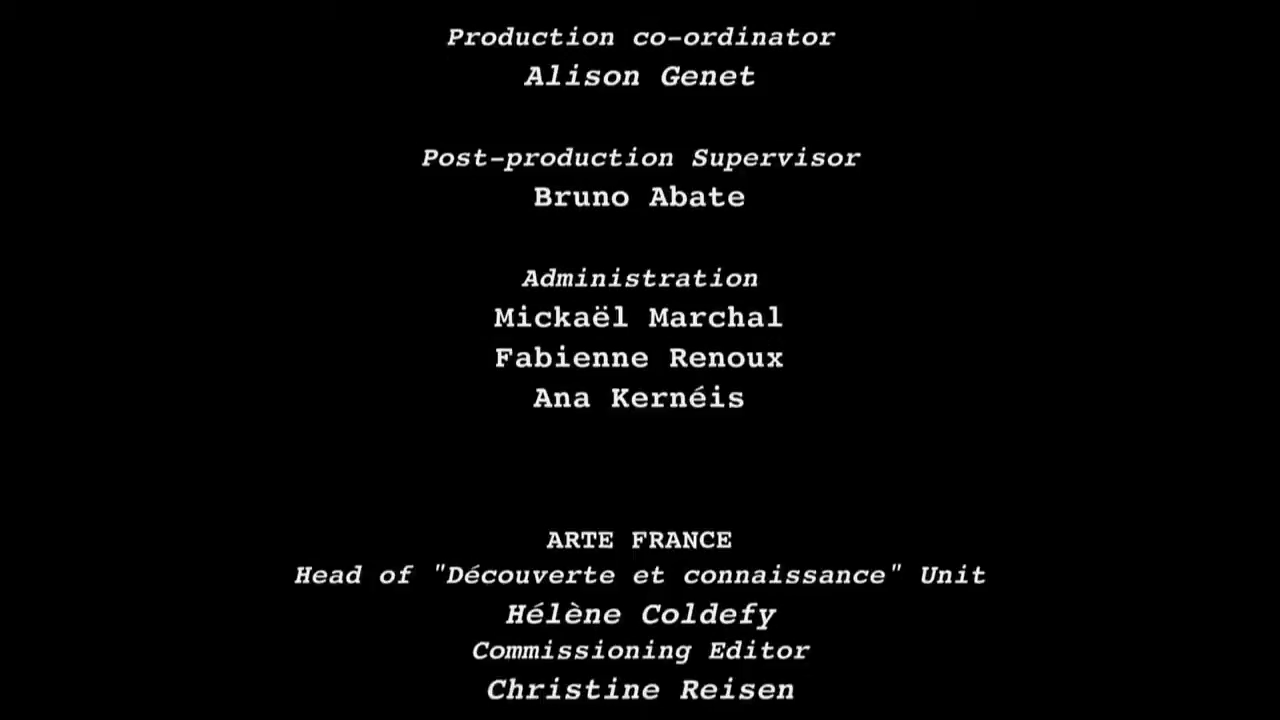 Production co-ordinator
Alison Genet
Post-production Supervisor
Bruno Abate
Administration
Mickaël Marchal
Fabienne Renoux
Ana Kernéis
ARTE FRANCE
Head of "Découverte et connaissance" Unit
Hélène Coldefy
Commissioning Editor
Christine Reisen